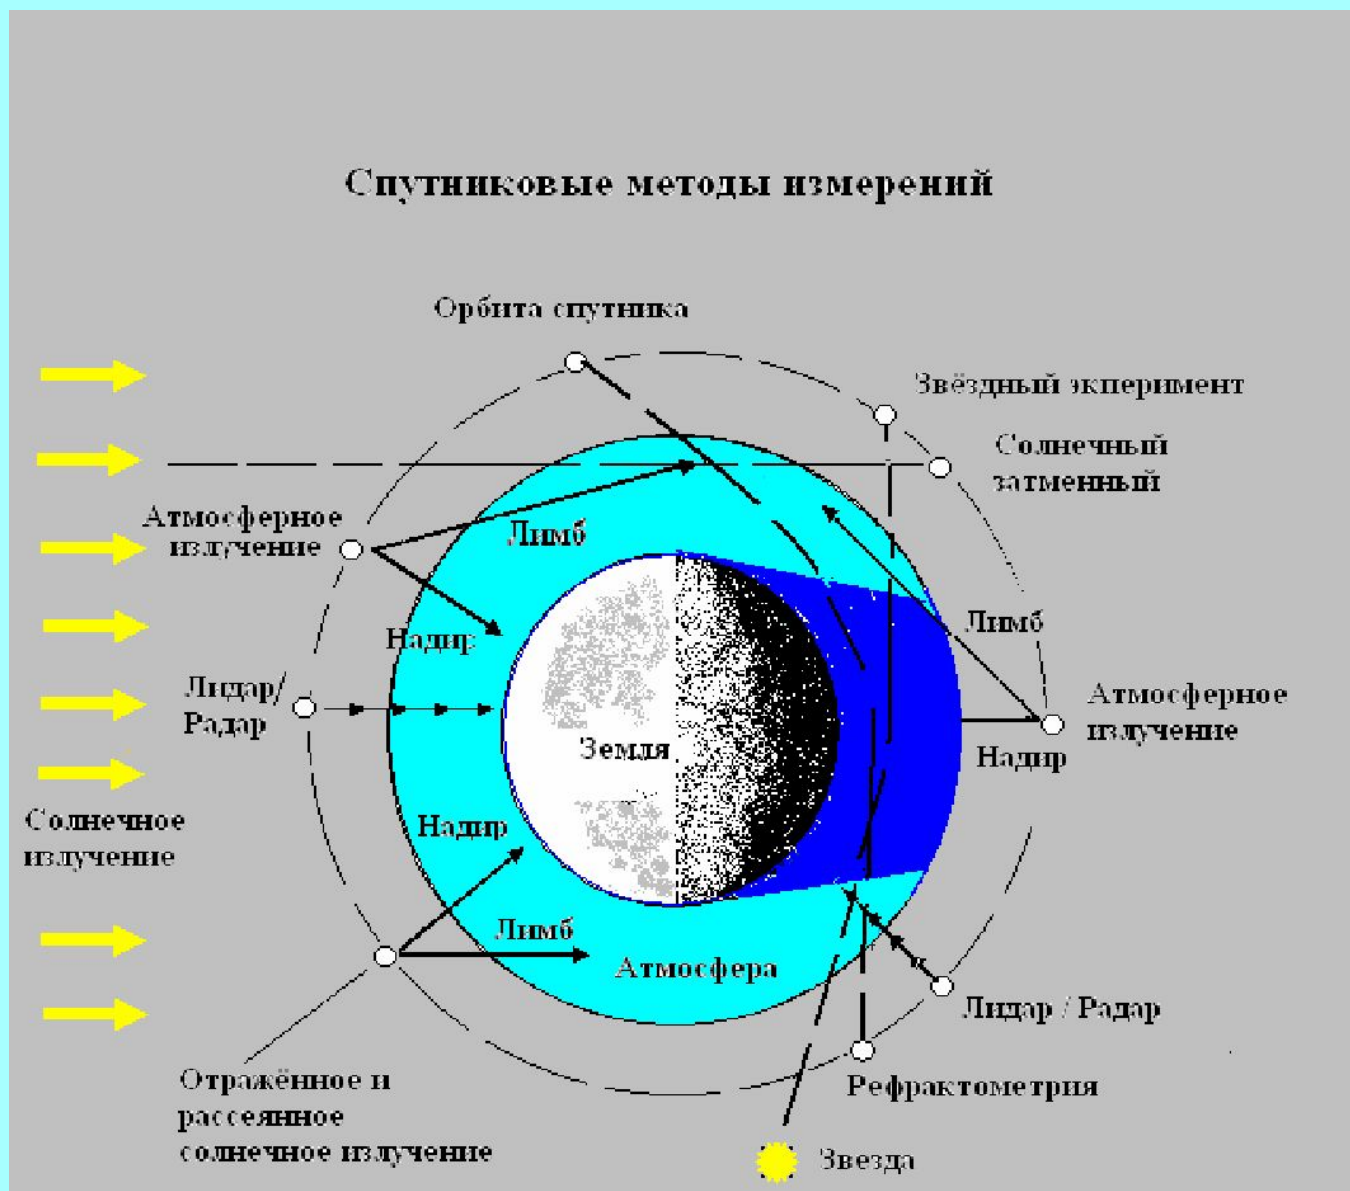 Спутниковые методы измерений
Орбита спутника
Звёздный экперимент
Солнечный
затменный
Атмосферное
излучение
Лимб
Надир
Лимб
Лидар/
Радар
Атмосферное
излучение
Надир
Земля
Солнечное
излучение
Надир
Лимб
Атмосфера
Лидар / Радар
Рефрактометрия
Отражённое и
рассеянное
солнечное излучение
Звезда